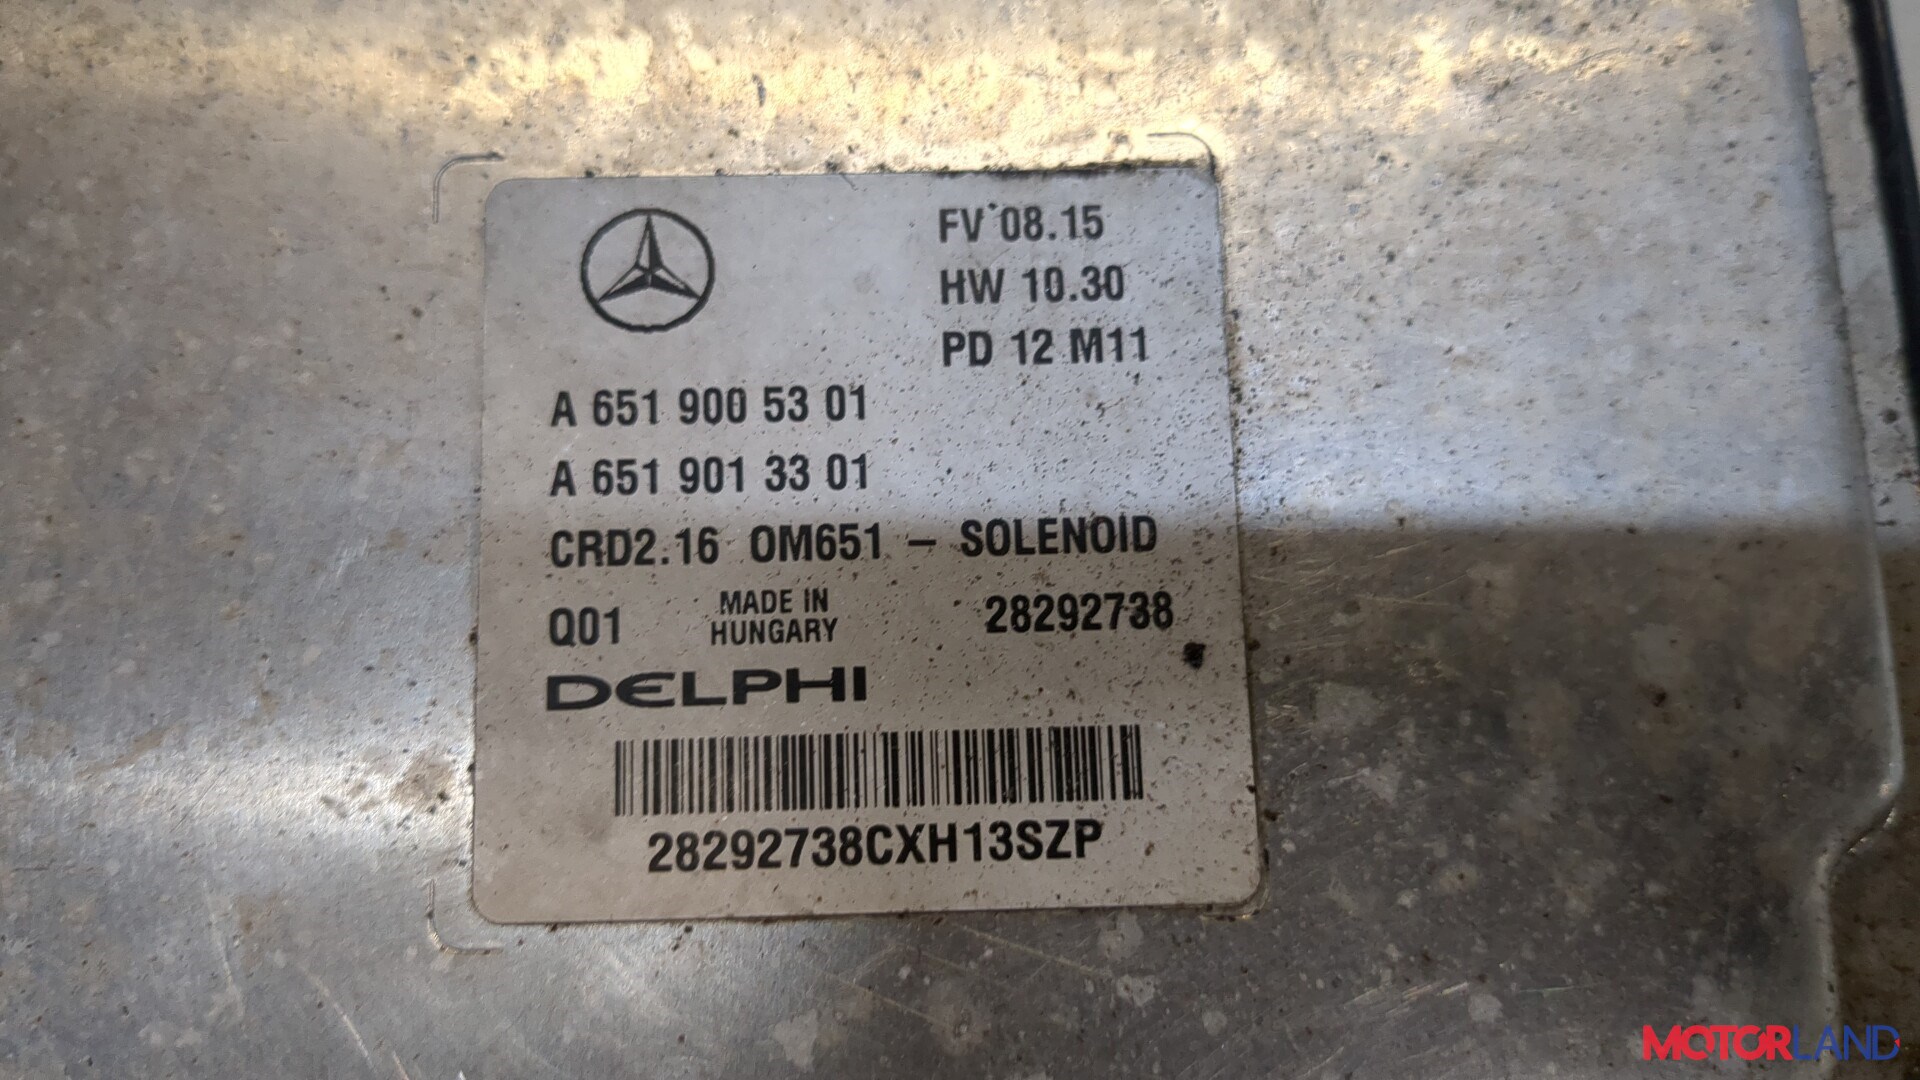 FV 08.15
HW 10.30
PD 12 M11
A 651 900 53 01
A 651 901 33 01
CRD2.16 OM651 – SOLENOID
Q01 MADE IN HUNGARY 28292738
DELPHI
28292738CXH13SZP
MOTORLAND